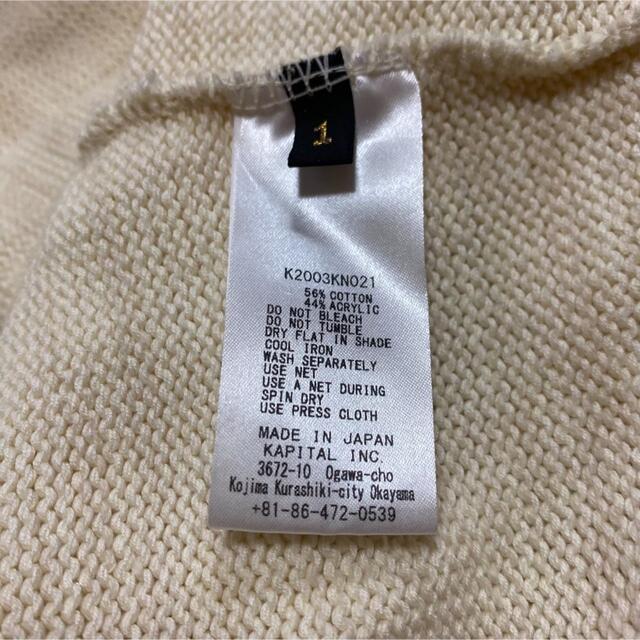 1
K2003KN021
56% COTTON
44% ACRYLIC
DO NOT BLEACH
DO NOT TUMBLE
DRY FLAT IN SHADE
COOL IRON
WASH SEPARATELY
USE NET
USE A NET DURING
SPIN DRY
USE PRESS CLOTH
MADE IN JAPAN
KAPITAL INC.
3672-10 Ogawa-cho
Kojima Kurashiki-city Okayama
+81-86-472-0539